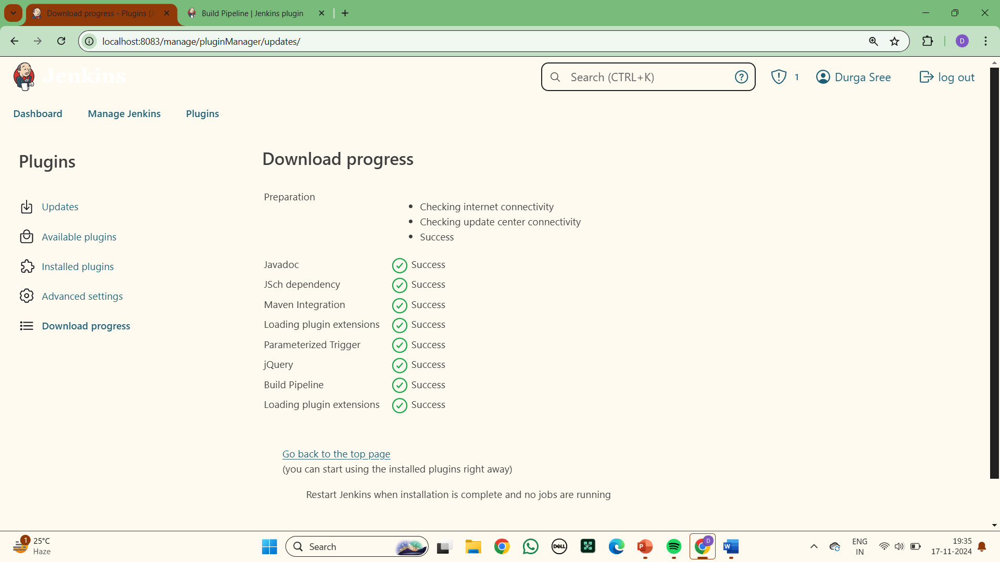 Download progress - Plugins [J
Build Pipeline | Jenkins plugin
localhost:8083/manage/pluginManager/updates/
D
Jenkins
Search (CTRL+K)
1
Durga Sree
log out
Dashboard
Manage Jenkins
Plugins
Plugins
Updates
Available plugins
Installed plugins
Advanced settings
Download progress
Download progress
Preparation
Checking internet connectivity
Checking update center connectivity
Success
Javadoc Success
JSch dependency Success
Maven Integration Success
Loading plugin extensions Success
Parameterized Trigger Success
jQuery Success
Build Pipeline Success
Loading plugin extensions Success
Go back to the top page
(you can start using the installed plugins right away)
Restart Jenkins when installation is complete and no jobs are running
1
25°C
Haze
Search
DELL
P
D
W
ENG
IN
19:35
17-11-2024